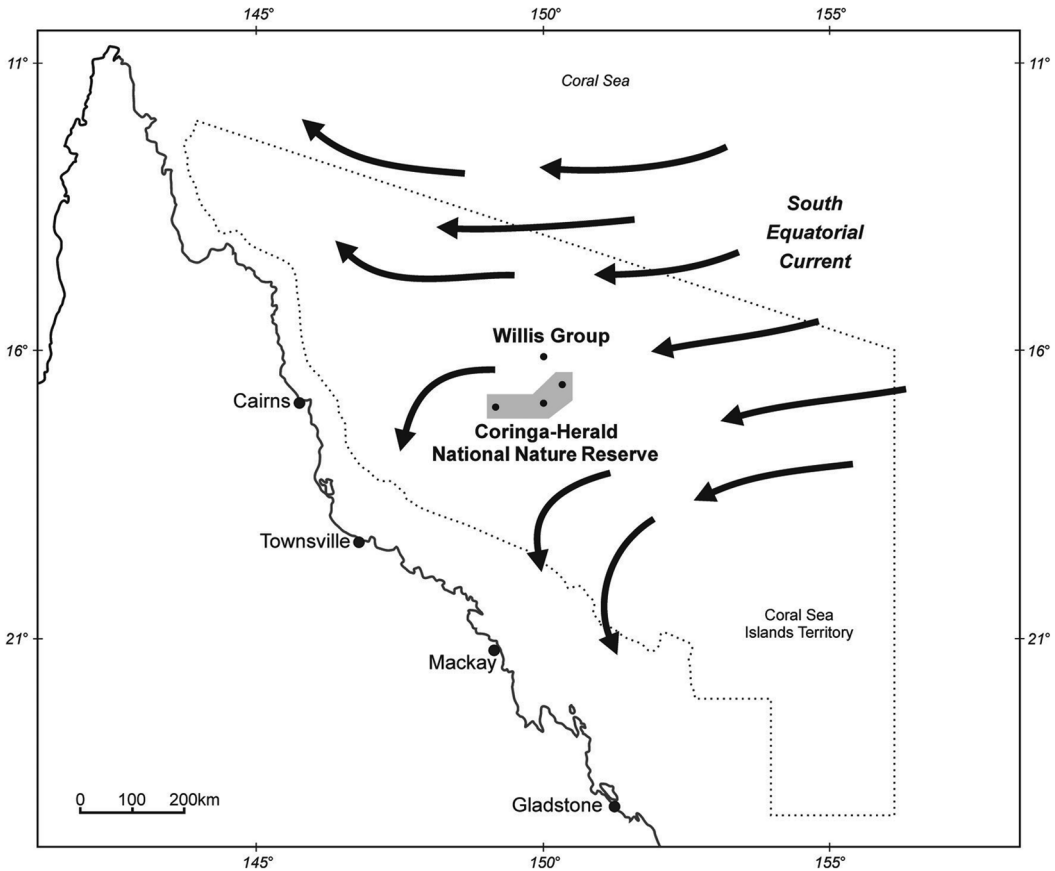 145°
150°
155°
11°
11°
Coral Sea
South
Equatorial
Current
16°
16°
Willis Group
Cairns
Coringa-Herald
National Nature Reserve
Townsville
Coral Sea
Islands Territory
21°
21°
Mackay
0 100 200km
Gladstone
145°
150°
155°